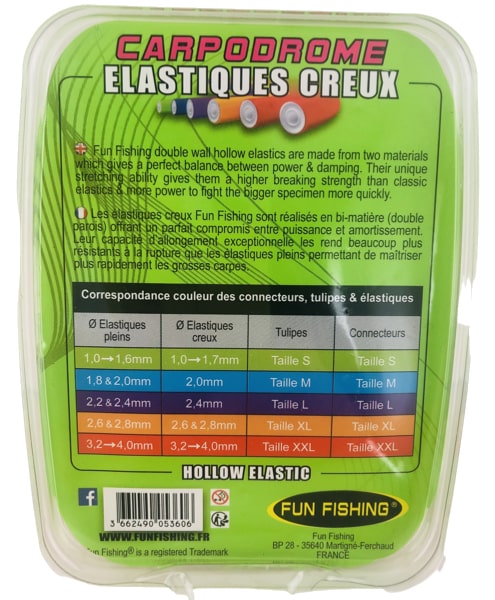 CARPODROME
ELASTIQUES CREUX
Fun Fishing double wall hollow elastics are made from two materials
which gives a perfect balance between power & damping. Their unique
stretching ability gives them a higher breaking strength than classic
elastics & more power to fight the bigger specimen more quickly.
Les élastiques creux Fun Fishing sont réalisés en bi-matière (double
parois) offrant un parfait compromis entre puissance et amortissement.
Leur capacité d'allongement exceptionnelle les rend beaucoup plus
résistants à la rupture que les élastiques pleins permettant de maîtriser
plus rapidement les grosses carpes.
Correspondance couleur des connecteurs, tulipes & élastiques
Ø Elastiques pleins Ø Elastiques creux Tulipes Connecteurs
1,0→1,6mm 1,0→1,7mm Taille S Taille S
1,8 & 2,0mm 2,0mm Taille M Taille M
2,2 & 2,4mm 2,4mm Taille L Taille L
2,6 & 2,8mm 2,6 & 2,8mm Taille XL Taille XL
3,2→4,0mm 3,2→4,0mm Taille XXL Taille XXL
HOLLOW ELASTIC
f
3 662490 053606
WWW.FUNFISHING.FR
Fun Fishing® is a registered Trademark
FUN FISHING®
Fun Fishing
BP 28 - 35640 Martigné-Ferchaud
FRANCE